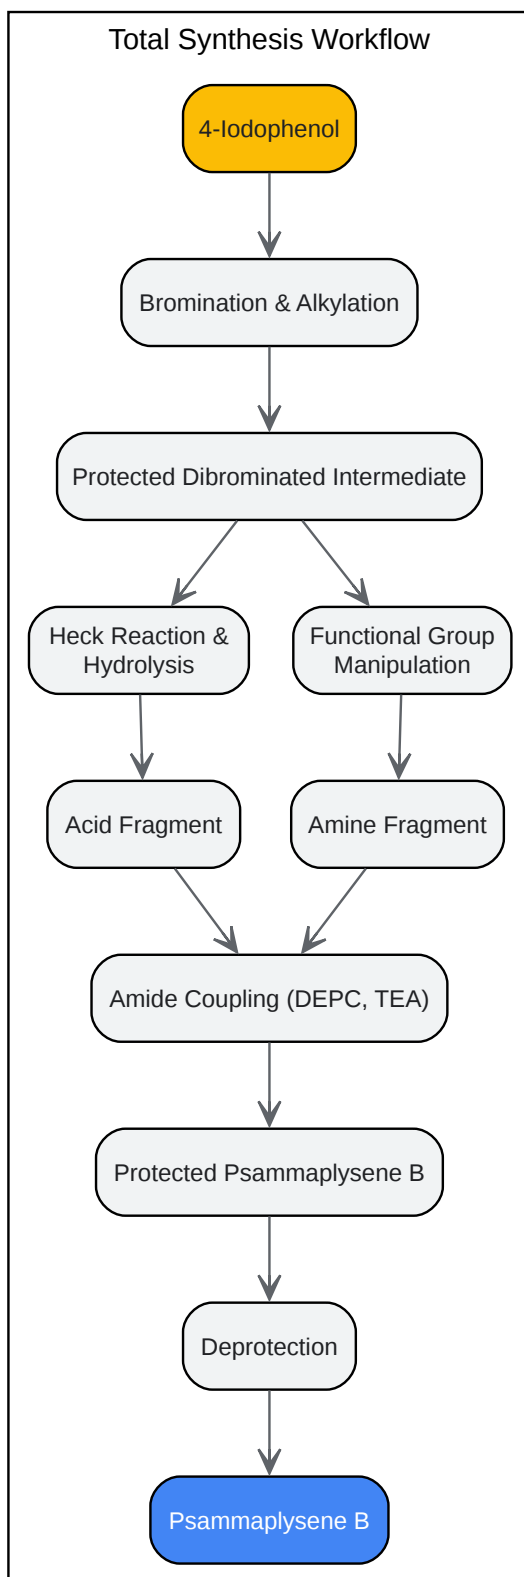 Total Synthesis Workflow
4-Iodophenol
Bromination & Alkylation
Protected Dibrominated Intermediate
Heck Reaction &
Hydrolysis
Functional Group
Manipulation
Acid Fragment
Amine Fragment
Amide Coupling (DEPC, TEA)
Protected Psammaplysene B
Deprotection
Psammaplysene B